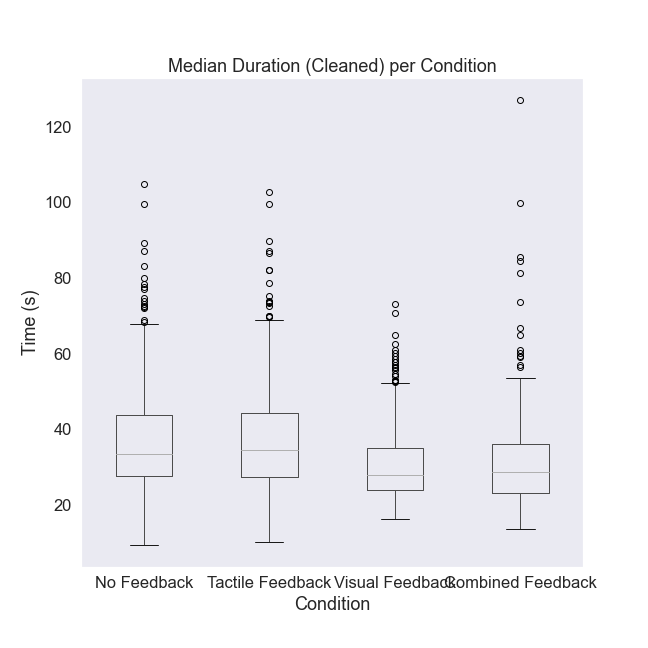 Median Duration (Cleaned) per Condition
120
100
80
60
40
20
Time (s)
No Feedback Tactile Feedback Visual Feedback Combined Feedback
Condition